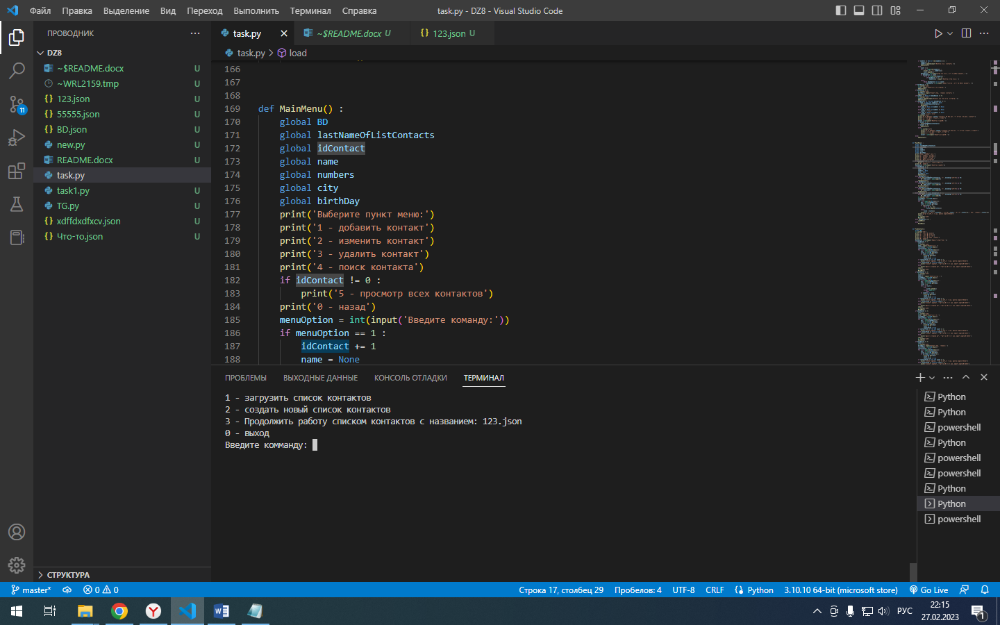 Файл Правка Выделение Вид Переход Выполнить Терминал Справка
task.py - DZ8 - Visual Studio Code
ПРОВОДНИК
DZ8
~$README.docx U
~WRL2159.tmp U
123.json U
55555.json U
BD.json U
new.py U
README.docx U
task.py
task1.py U
TG.py U
xdffdxdfxcv.json U
Что-то.json U
СТРУКТУРА
11
task.py ~$README.docx U 123.json U
task.py > load
166
167
168
169 def MainMenu() :
170 global BD
171 global lastNameOfListContacts
172 global idContact
173 global name
174 global numbers
175 global city
176 global birthDay
177 print('Выберите пункт меню:')
178 print('1 - добавить контакт')
179 print('2 - изменить контакт')
180 print('3 - удалить контакт')
181 print('4 - поиск контакта')
182 if idContact != 0 :
183 print('5 - просмотр всех контактов')
184 print('0 - назад')
185 menuOption = int(input('Введите команду:'))
186 if menuOption == 1 :
187 idContact += 1
188 name = None
ПРОБЛЕМЫ ВЫХОДНЫЕ ДАННЫЕ КОНСОЛЬ ОТЛАДКИ ТЕРМИНАЛ
1 - загрузить список контактов
2 - создать новый список контактов
3 - Продолжить работу списком контактов с названием: 123.json
0 - выход
Введите комманду:
Python
Python
powershell
Python
powershell
powershell
Python
Python
powershell
master* 0 0 Строка 17, столбец 29 Пробелов: 4 UTF-8 CRLF Python 3.10.10 64-bit (microsoft store) Go Live
РУС
22:15
27.02.2023
1